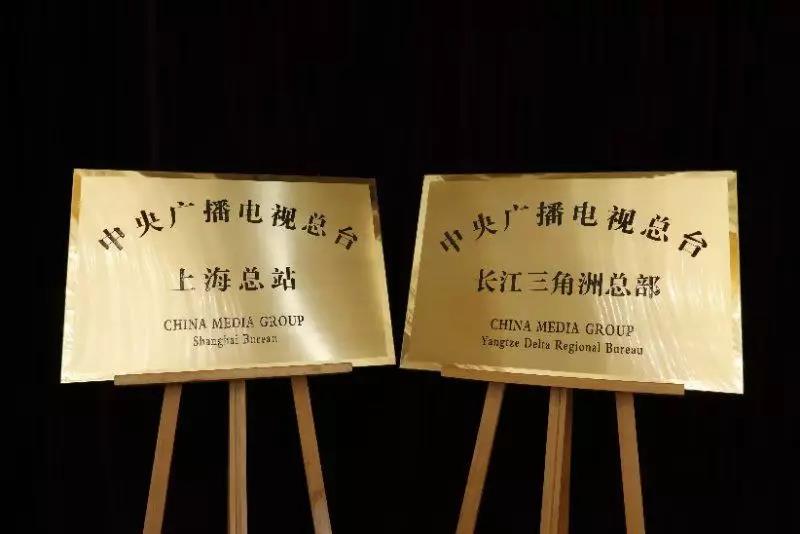 中央广播电视总台
上海总站
CHINA MEDIA GROUP
Shanghai Bureau
中央广播电视总台
长江三角洲总部
CHINA MEDIA GROUP
Yangtze Delta Regional Bureau